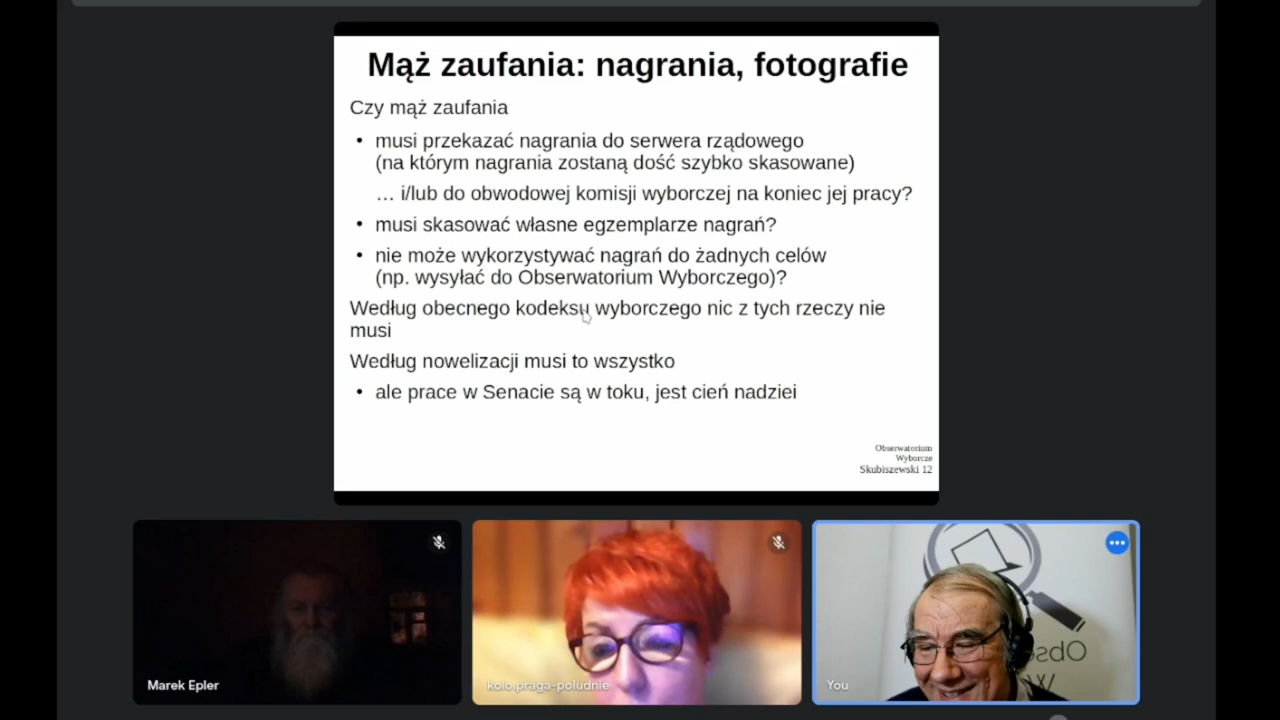 Mąż zaufania: nagrania, fotografie
Czy mąż zaufania
• musi przekazać nagrania do serwera rządowego
(na którym nagrania zostaną dość szybko skasowane)
… i/lub do obwodowej komisji wyborczej na koniec jej pracy?
• musi skasować własne egzemplarze nagrań?
• nie może wykorzystywać nagrań do żadnych celów
(np. wysyłać do Obserwatorium Wyborczego)?
Według obecnego kodeksu wyborczego nic z tych rzeczy nie
musi
Według nowelizacji musi to wszystko
• ale prace w Senacie są w toku, jest cień nadziei
Obserwatorium
Wyborcze
Skubiszewski 12
Marek Epler
kolo.praga-poludnie
You